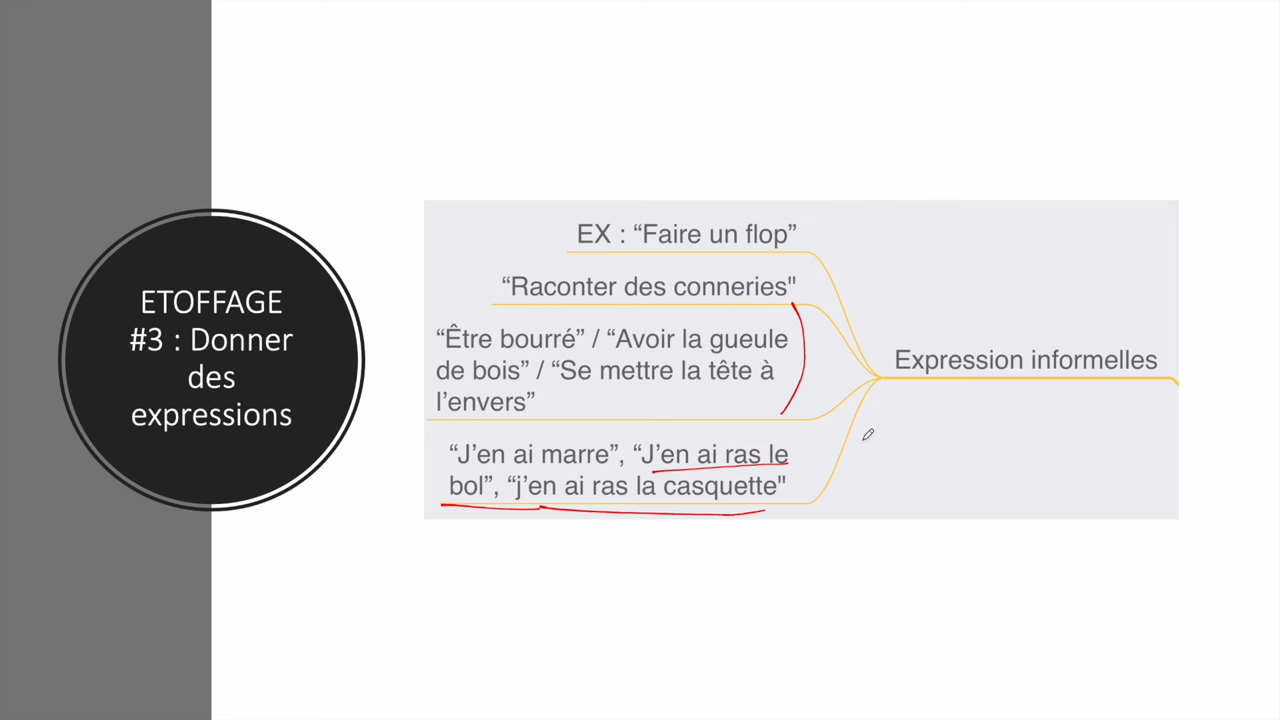 ETOFFAGE
#3 : Donner
des
expressions
EX : “Faire un flop”
“Raconter des conneries"
“Être bourré” / “Avoir la gueule
de bois” / “Se mettre la tête à
l’envers”
“J’en ai marre”, “J’en ai ras le
bol”, “j’en ai ras la casquette"
Expression informelles